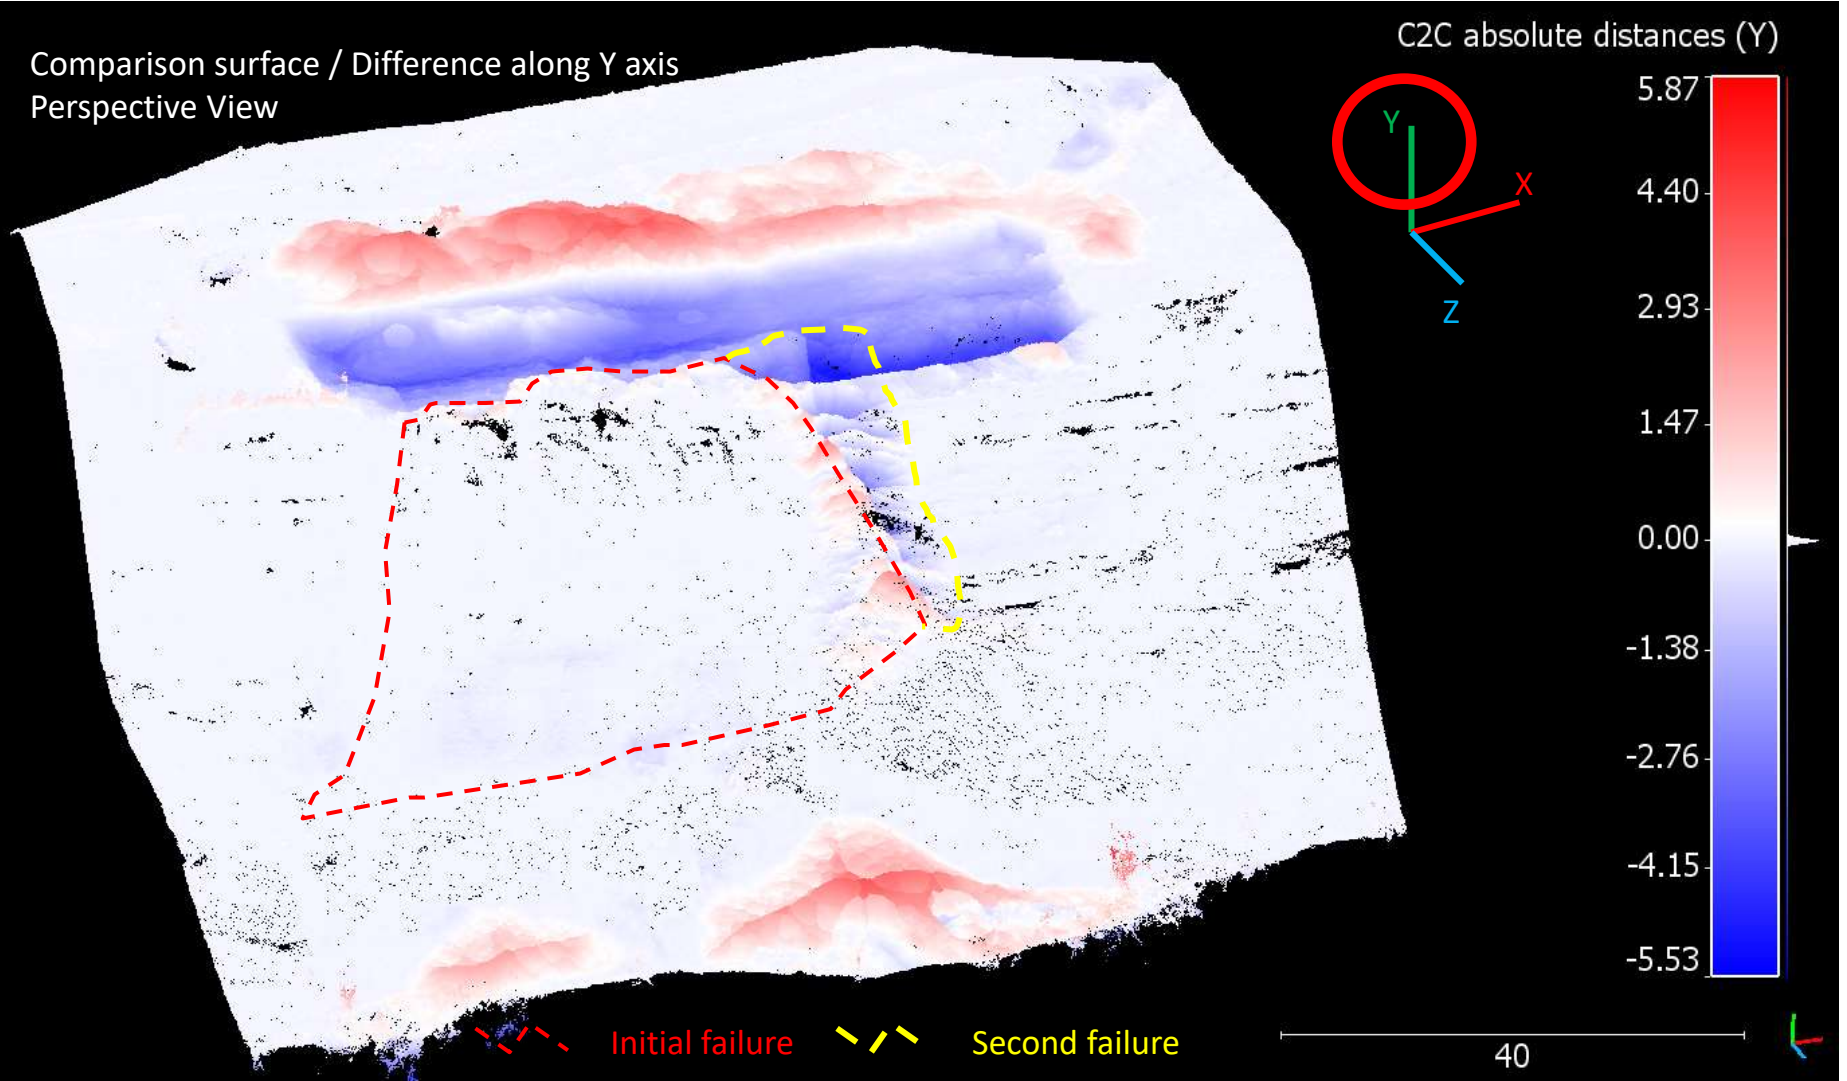 Comparison surface / Difference along Y axis
Perspective View
C2C absolute distances (Y)
5.87
4.40
2.93
1.47
0.00
-1.38
-2.76
-4.15
-5.53
Y
X
Z
Initial failure
Second failure
40